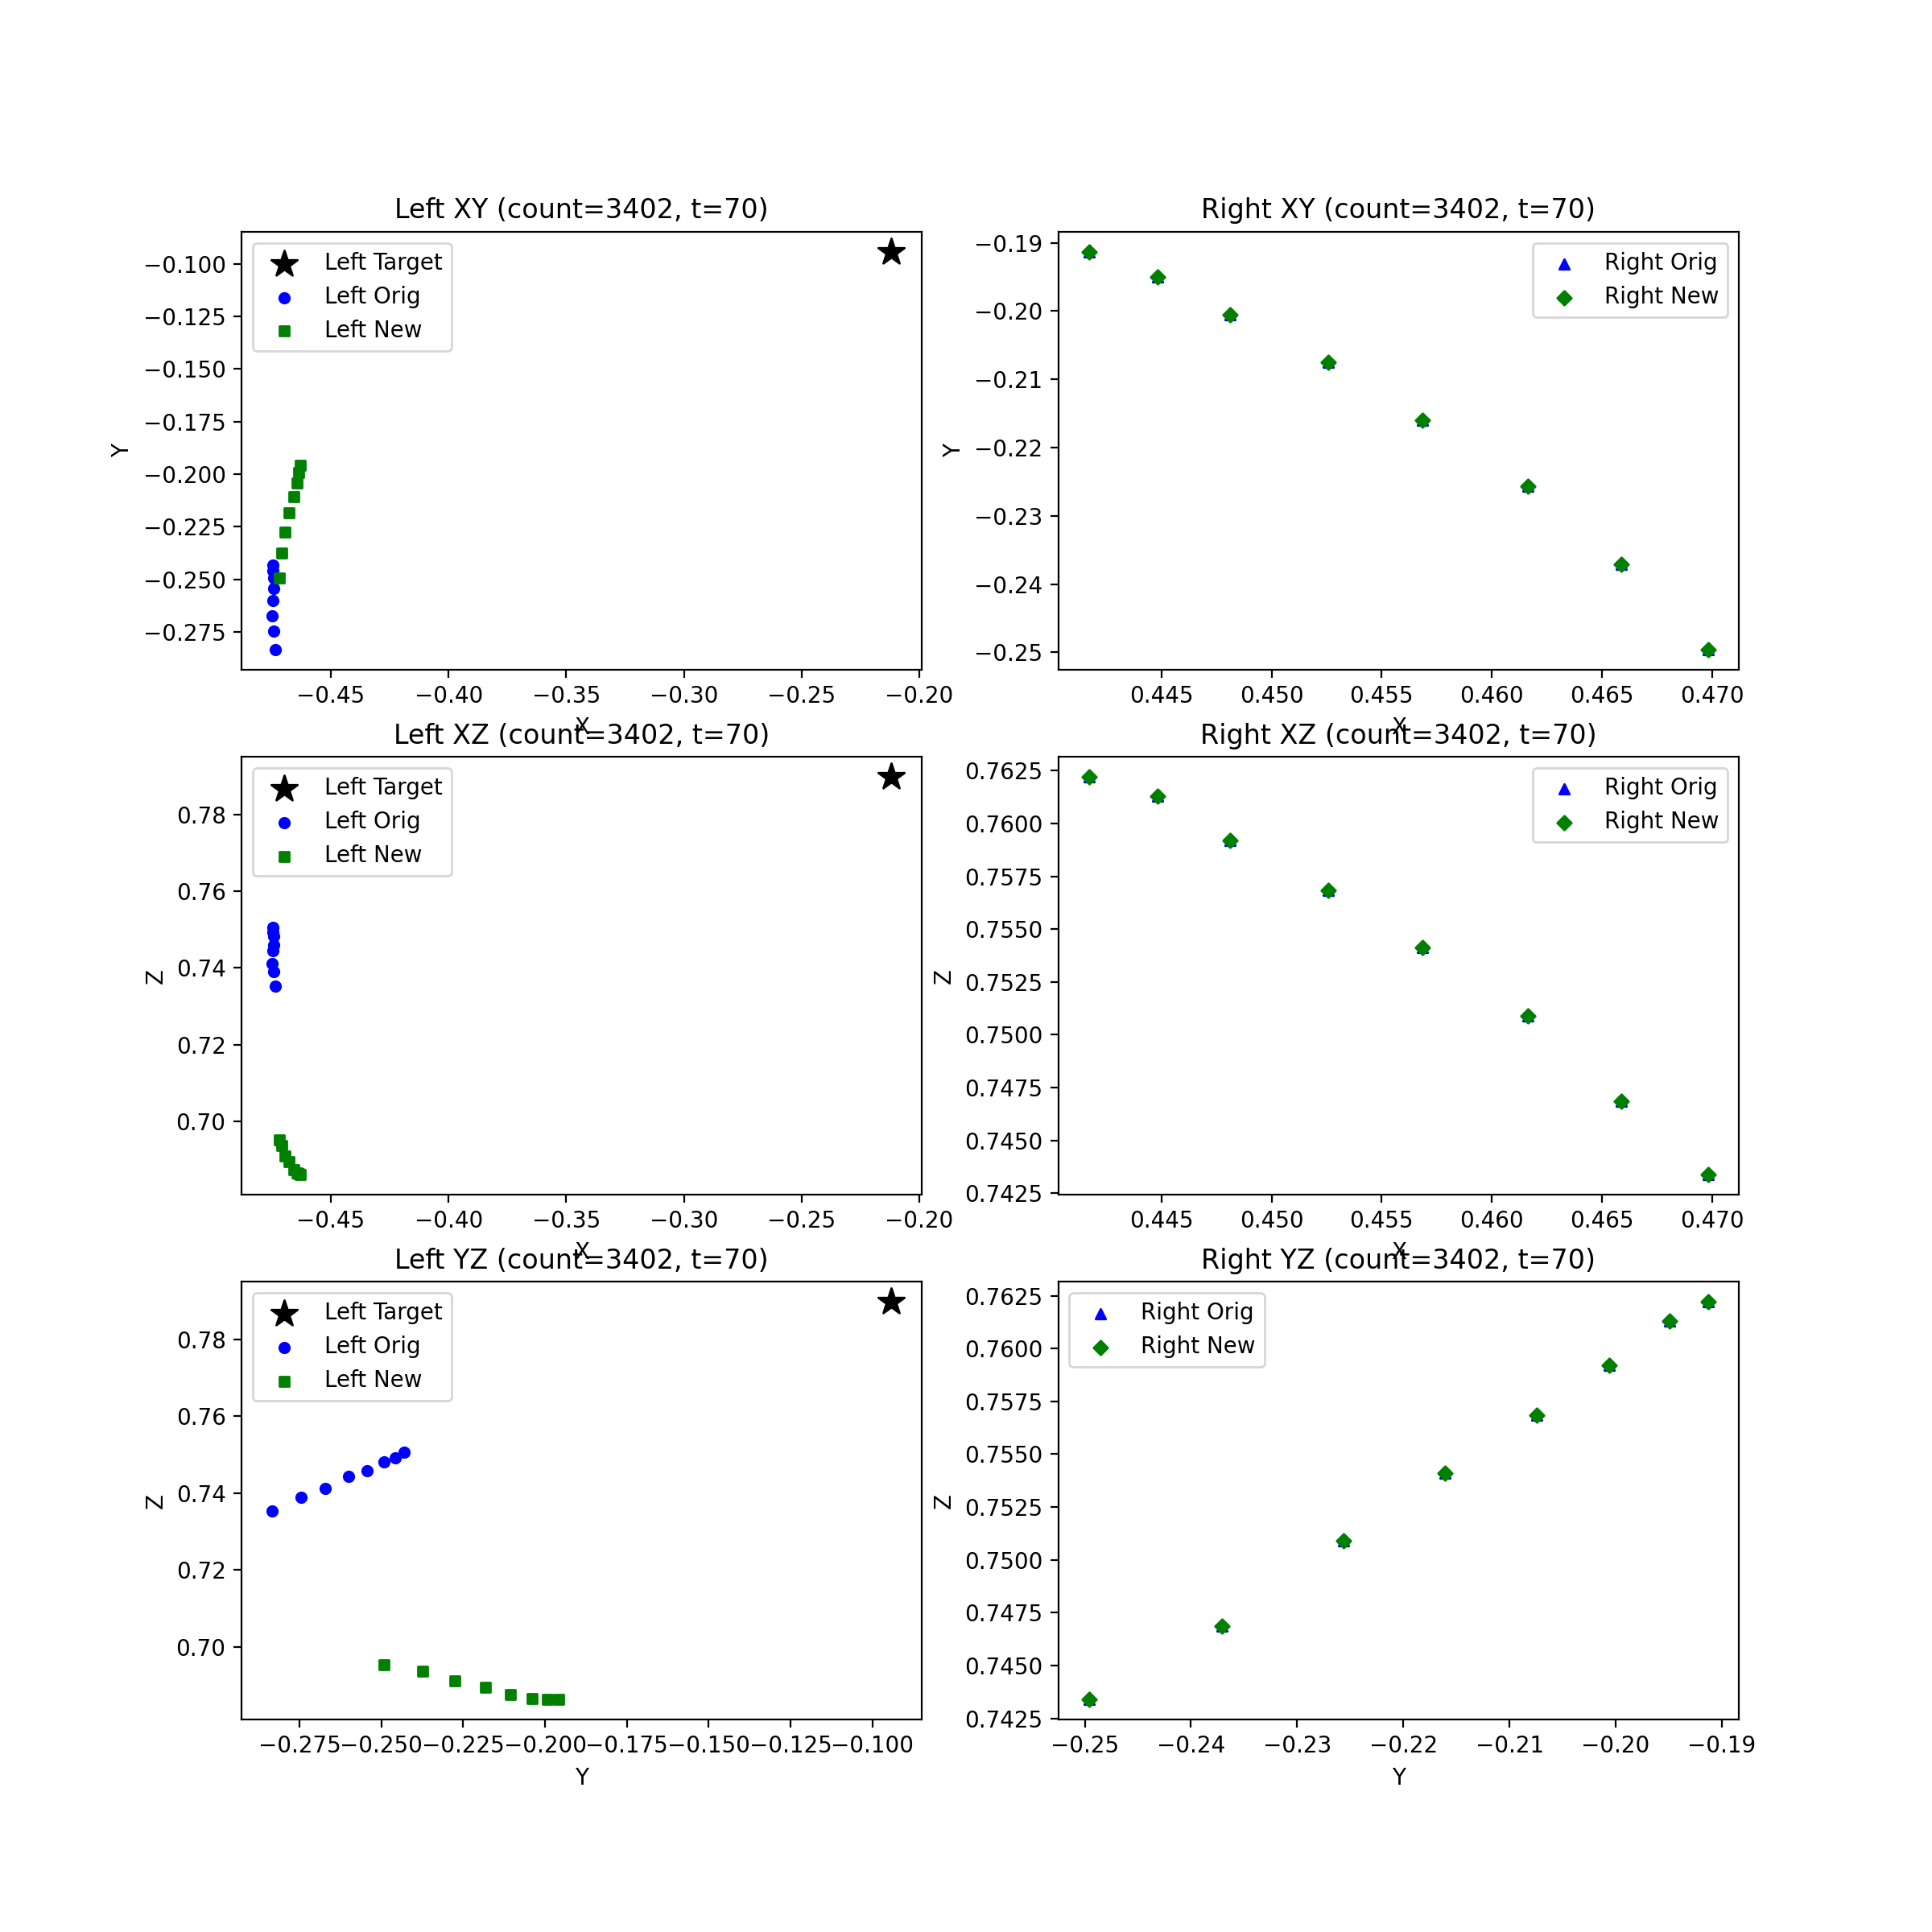 Left XY (count=3402, t=70)
Left Target
Left Orig
Left New
−0.100
−0.125
−0.150
−0.175
−0.200
−0.225
−0.250
−0.275
Y
−0.45 −0.40 −0.35 −0.30 −0.25 −0.20
X
Right XY (count=3402, t=70)
Right Orig
Right New
−0.19
−0.20
−0.21
−0.22
−0.23
−0.24
−0.25
Y
0.445 0.450 0.455 0.460 0.465 0.470
X
Left XZ (count=3402, t=70)
Left Target
Left Orig
Left New
0.78
0.76
0.74
0.72
0.70
Z
−0.45 −0.40 −0.35 −0.30 −0.25 −0.20
X
Right XZ (count=3402, t=70)
Right Orig
Right New
0.7625
0.7600
0.7575
0.7550
0.7525
0.7500
0.7475
0.7450
0.7425
Z
0.445 0.450 0.455 0.460 0.465 0.470
X
Left YZ (count=3402, t=70)
Left Target
Left Orig
Left New
0.78
0.76
0.74
0.72
0.70
Z
−0.275 −0.250 −0.225 −0.200 −0.175 −0.150 −0.125 −0.100
Y
Right YZ (count=3402, t=70)
Right Orig
Right New
0.7625
0.7600
0.7575
0.7550
0.7525
0.7500
0.7475
0.7450
0.7425
Z
−0.25 −0.24 −0.23 −0.22 −0.21 −0.20 −0.19
Y